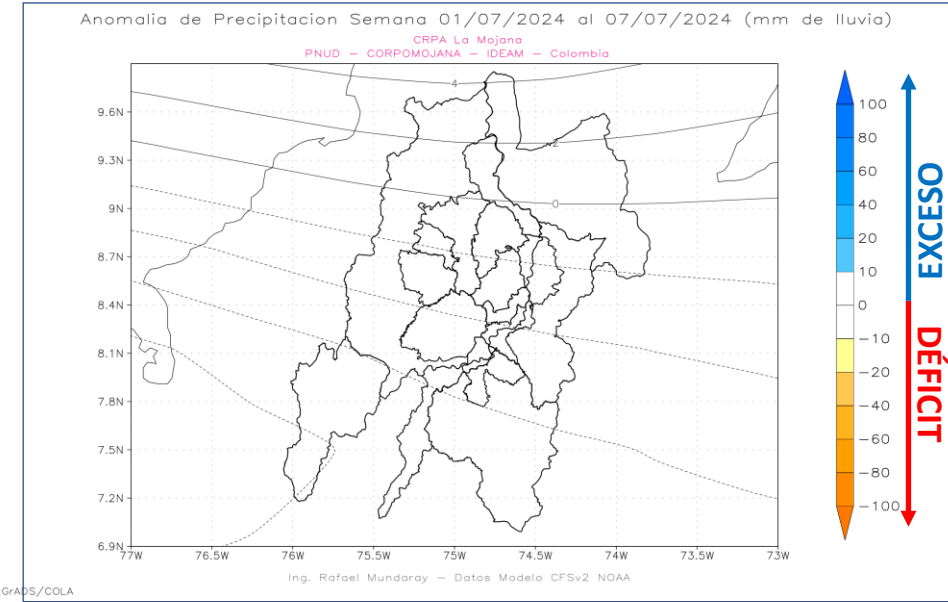 Anomalia de Precipitacion Semana 01/07/2024 al 07/07/2024 (mm de lluvia)
CRPA La Mojana
PNUD – CORPOMOJANA – IDEAM – Colombia
9.6N
9.3N
9N
8.7N
8.4N
8.1N
7.8N
7.5N
7.2N
6.9N
4
2
0
77W
76.5W
76W
75.5W
75W
74.5W
74W
73.5W
73W
100
80
60
40
20
10
0
−10
−20
−40
−60
−80
−100
EXCESO
DÉFICIT
Ing. Rafael Mundaray – Datos Modelo CFSv2 NOAA
GrADS/COLA